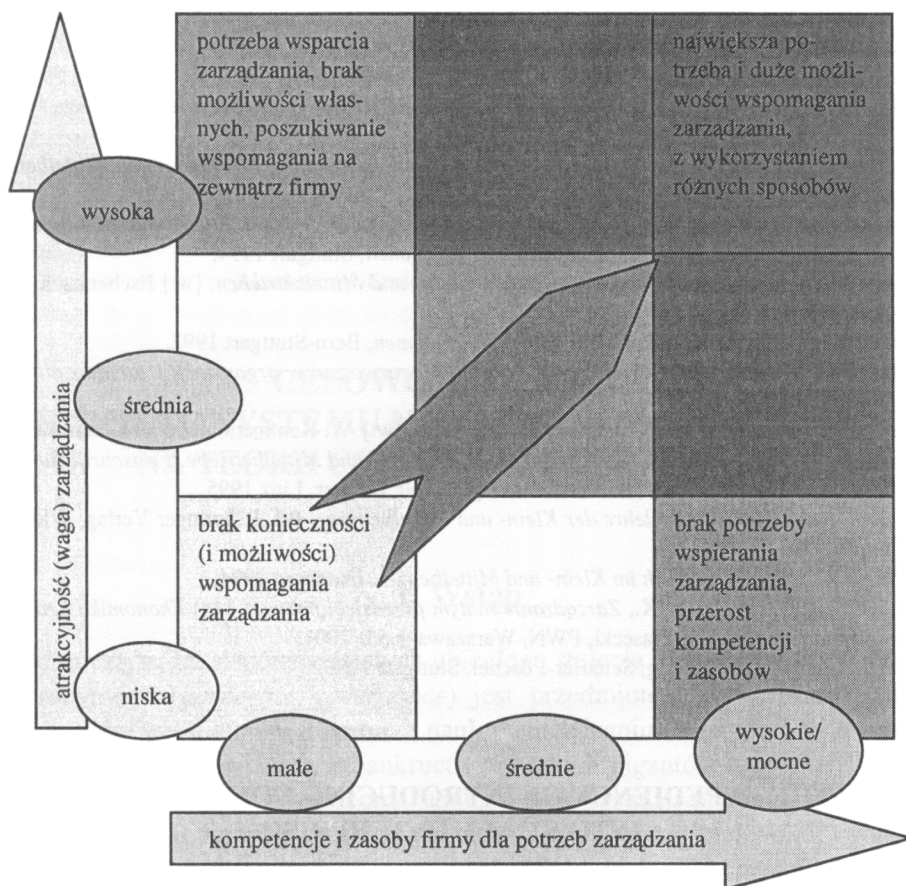 potrzeba wsparcia
zarządzania, brak
możliwości włas-
nych, poszukiwanie
wspomagania na
zewnątrz firmy
największa po-
trzeba i duże możli-
wości wspomagania
zarządzania,
z wykorzystaniem
różnych sposobów
wysoka
średnia
niska
atrakcyjność (waga) zarządzania
brak konieczności
(i możliwości)
wspomagania
zarządzania
brak potrzeby
wspierania
zarządzania,
przerost
kompetencji
i zasobów
małe
średnie
wysokie/
mocne
kompetencje i zasoby firmy dla potrzeb zarządzania